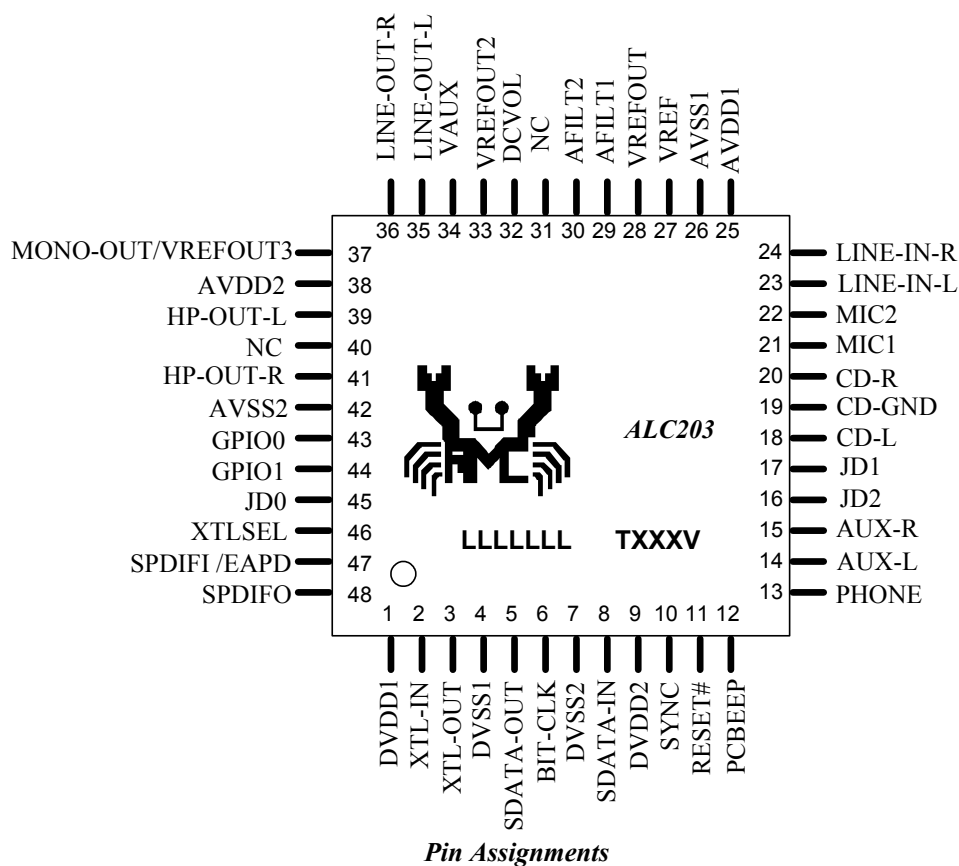 LINE-OUT-R
LINE-OUT-L
VAUX
VREFOUT2
DCVOL
NC
AFILT2
AFILT1
VREFOUT
VREF
AVSS1
AVDD1
36 35 34 33 32 31 30 29 28 27 26 25
MONO-OUT/VREFOUT3 37
AVDD2 38
HP-OUT-L 39
NC 40
HP-OUT-R 41
AVSS2 42
GPIO0 43
GPIO1 44
JD0 45
XTLSEL 46
SPDIFI /EAPD 47
SPDIFO 48
24 LINE-IN-R
23 LINE-IN-L
22 MIC2
21 MIC1
20 CD-R
19 CD-GND
18 CD-L
17 JD1
16 JD2
15 AUX-R
14 AUX-L
13 PHONE
ALC203
LLLLLLL TXXXV
1 2 3 4 5 6 7 8 9 10 11 12
DVDD1
XTL-IN
XTL-OUT
DVSS1
SDATA-OUT
BIT-CLK
DVSS2
SDATA-IN
DVDD2
SYNC
RESET#
PCBEEP
Pin Assignments